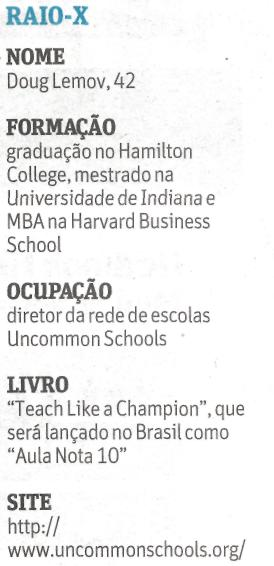 RAIO-X
NOME
Doug Lemov, 42
FORMAÇÃO
graduação no Hamilton
College, mestrado na
Universidade de Indiana e
MBA na Harvard Business
School
OCUPAÇÃO
diretor da rede de escolas
Uncommon Schools
LIVRO
“Teach Like a Champion”, que
será lançado no Brasil como
“Aula Nota 10”
SITE
http://
www.uncommonschools.org/